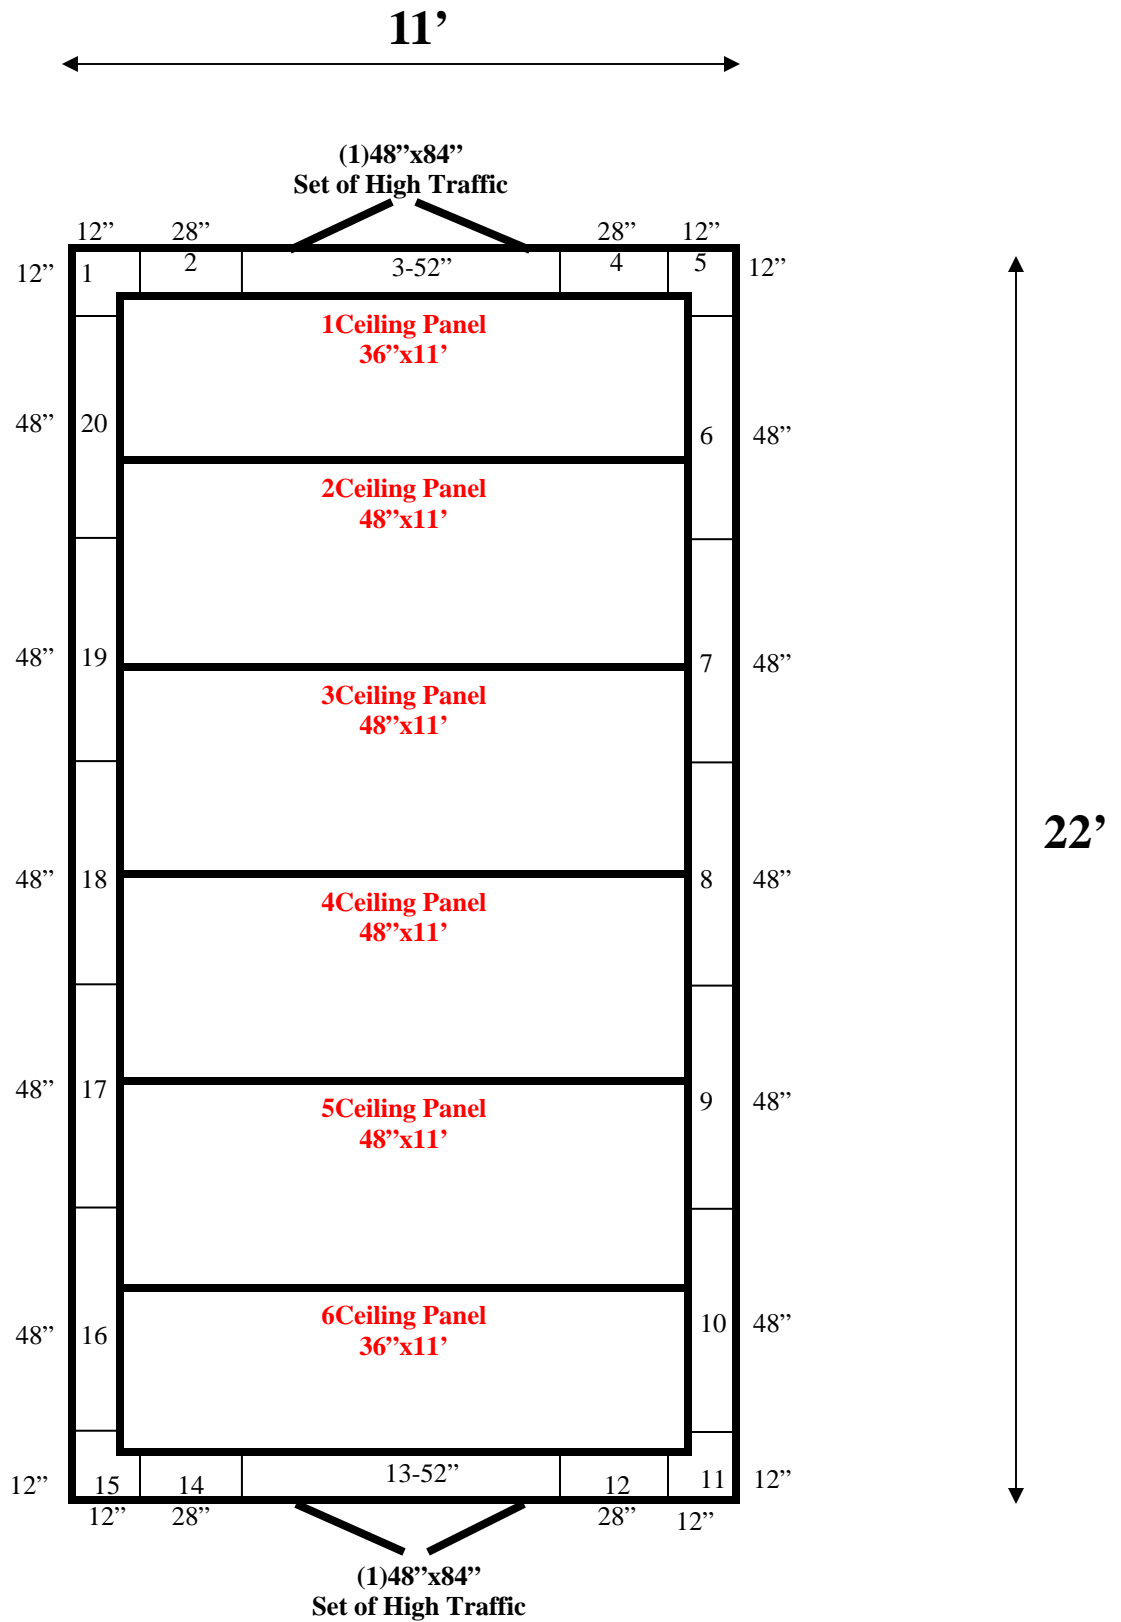 11’
(1)48”x84”
Set of High Traffic
12” 28” 28” 12”
12” 1 2 3-52” 4 5 12”
1Ceiling Panel
36”x11’
48” 20 6 48”
2Ceiling Panel
48”x11’
48” 19 7 48”
3Ceiling Panel
48”x11’
22’
48” 18 8 48”
4Ceiling Panel
48”x11’
48” 17 9 48”
5Ceiling Panel
48”x11’
48” 16 10 48”
6Ceiling Panel
36”x11’
12” 15 14 13-52” 12 11 12”
12” 28” 28” 12”
(1)48”x84”
Set of High Traffic